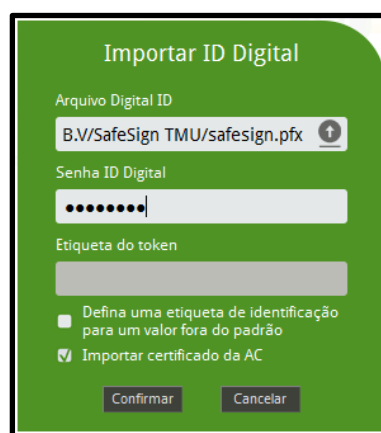 Importar ID Digital
Arquivo Digital ID
B.V/SafeSign TMU/safesign.pfx
Senha ID Digital
●●●●●●●●
Etiqueta do token
Defina uma etiqueta de identificação
para um valor fora do padrão
Importar certificado da AC
Confirmar Cancelar